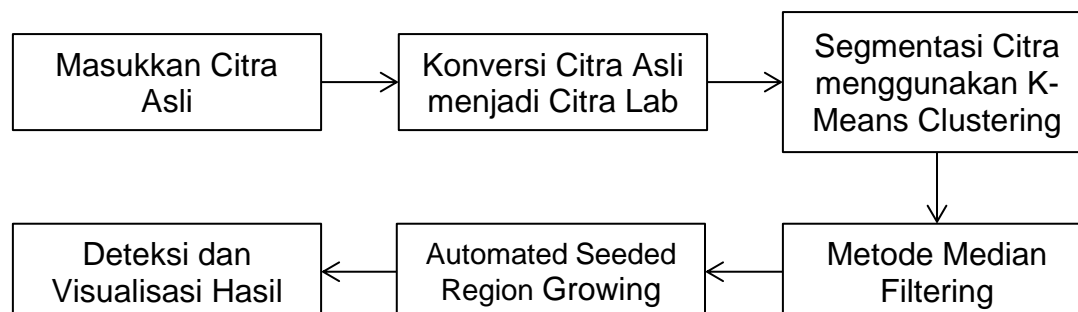 Masukkan Citra
Asli
Konversi Citra Asli
menjadi Citra Lab
Segmentasi Citra
menggunakan K-
Means Clustering
Metode Median
Filtering
Automated Seeded
Region Growing
Deteksi dan
Visualisasi Hasil